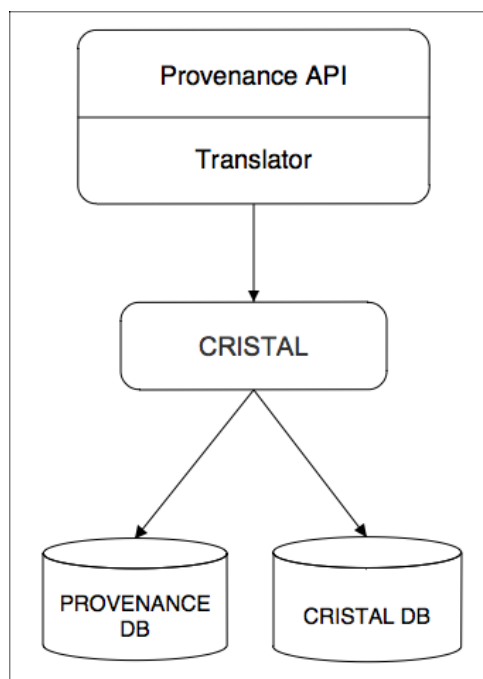 Provenance API
Translator
CRISTAL
PROVENANCE
DB
CRISTAL DB